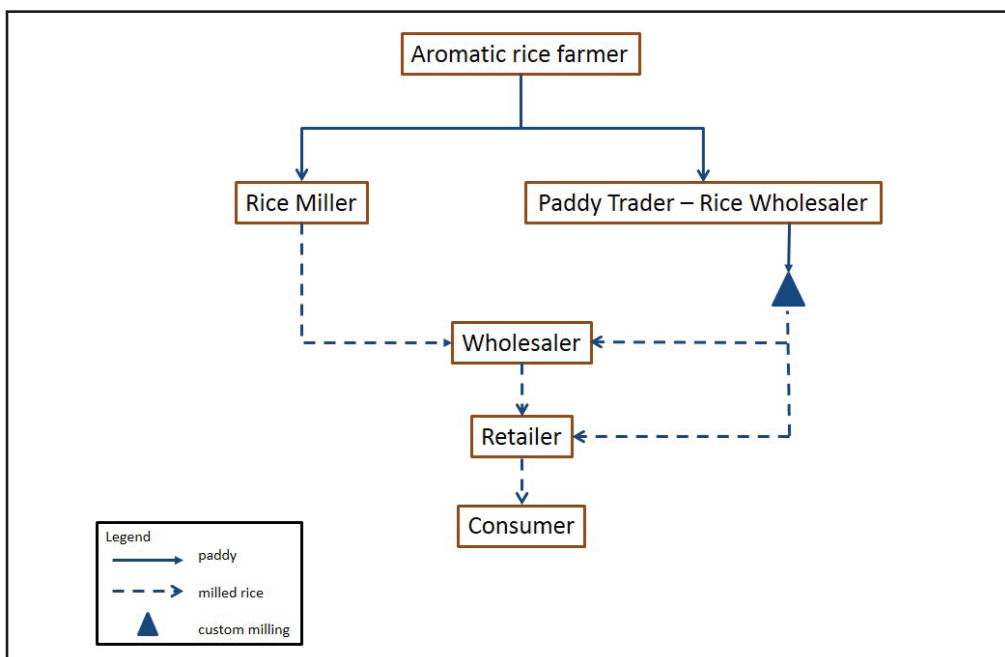 Aromatic rice farmer
Rice Miller
Paddy Trader – Rice Wholesaler
Wholesaler
Retailer
Consumer
Legend
paddy
milled rice
custom milling